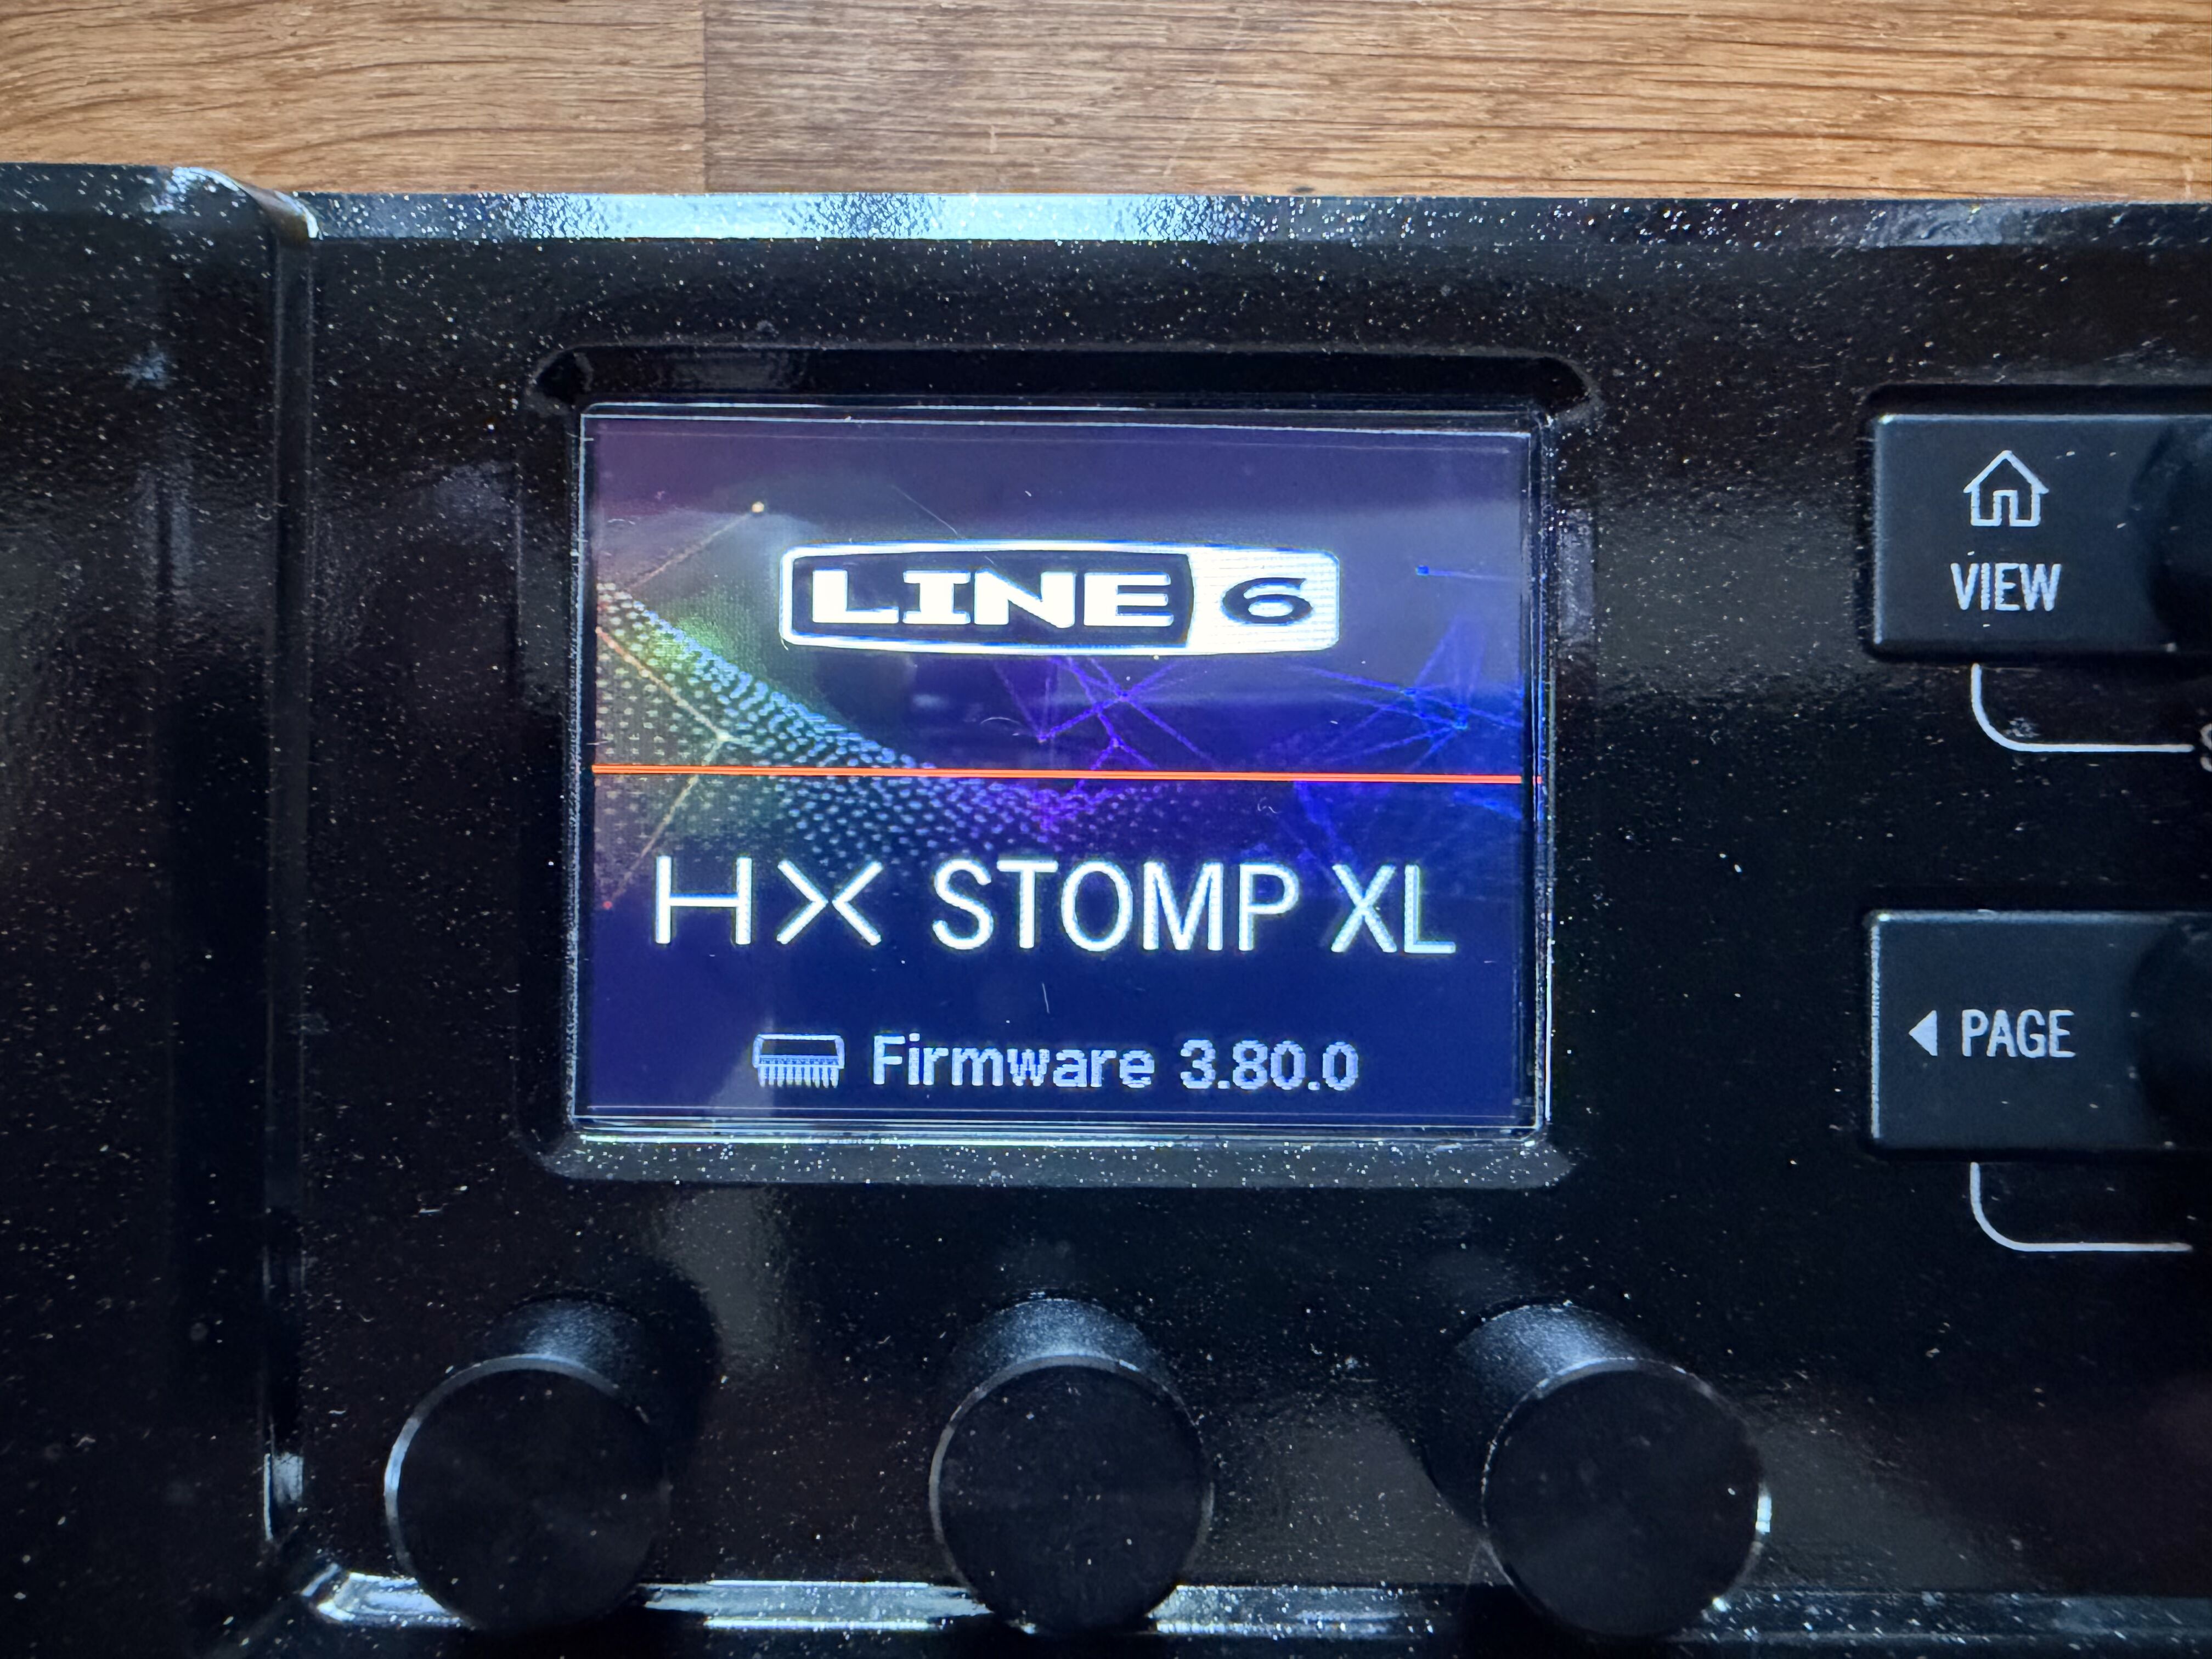 LINE 6
HX STOMP XL
Firmware 3.80.0
VIEW
◀ PAGE